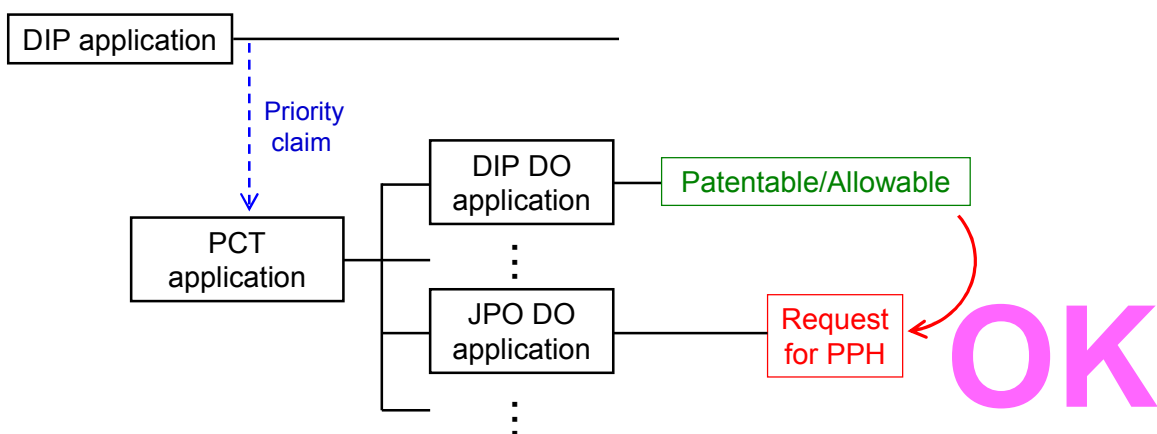 DIP application
Priority
claim
DIP DO
application
Patentable/Allowable
PCT
application
JPO DO
application
Request
for PPH
OK